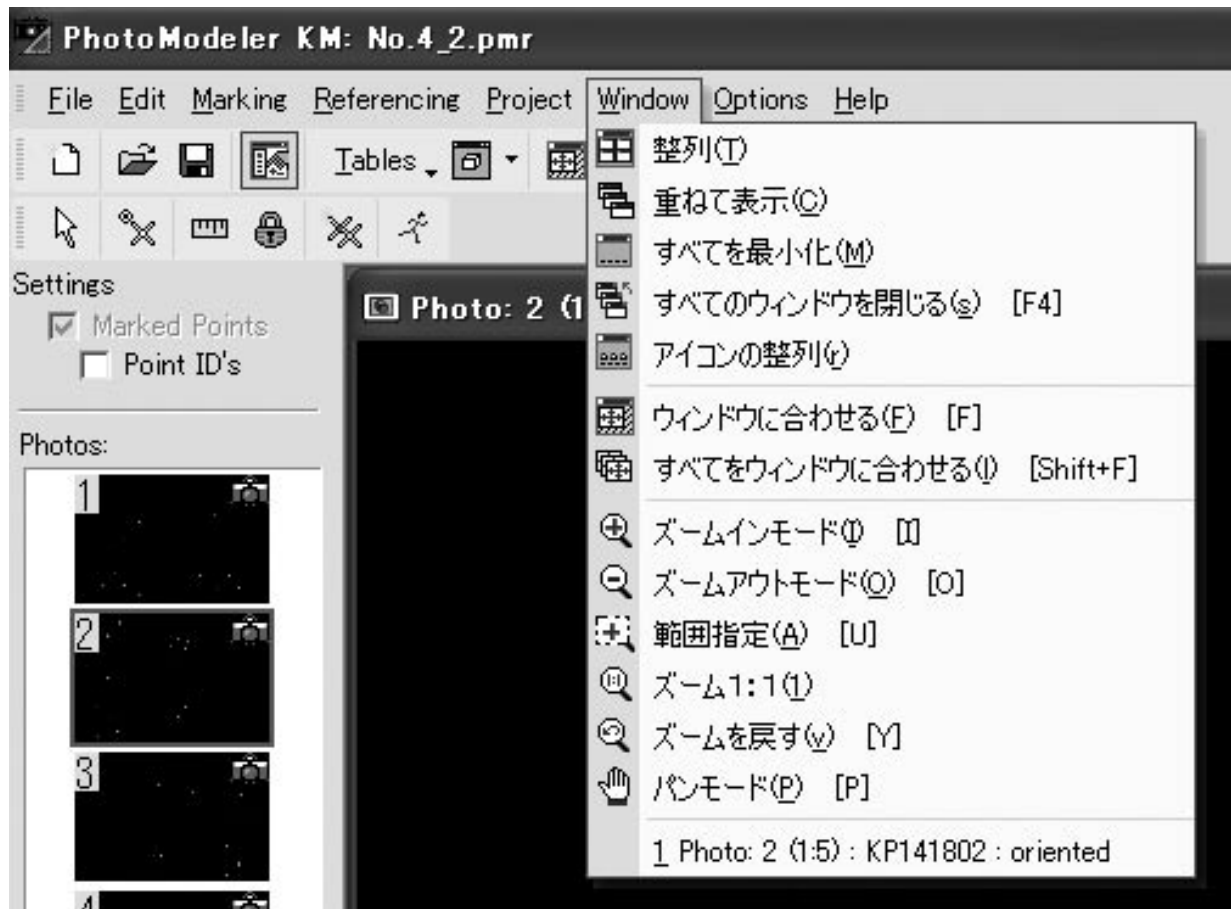 PhotoModeler KM: No.4_2.pmr
File Edit Marking Referencing Project Window Options Help
Tables
整列(T)
重ねて表示(C)
すべてを最小化(M)
すべてのウィンドウを閉じる(s) [F4]
アイコンの整列(r)
ウィンドウに合わせる(F) [F]
すべてをウィンドウに合わせる(l) [Shift+F]
ズームインモード(I) [I]
ズームアウトモード(O) [O]
範囲指定(A) [U]
ズーム1:1(1)
ズームを戻す(v) [Y]
パンモード(P) [P]
1 Photo: 2 (1:5) : KP141802 : oriented
Settings
Marked Points
Point ID's
Photos:
1
2
3
4
Photo: 2 (1